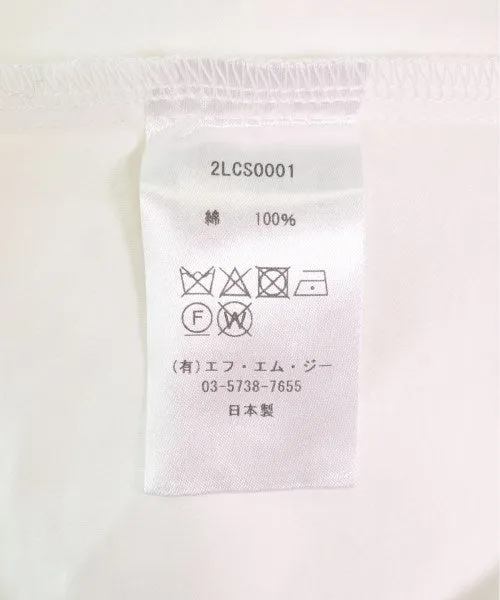 2LCS0001
綿 100%
F W
(有)エフ・エム・ジー
03-5738-7655
日本製